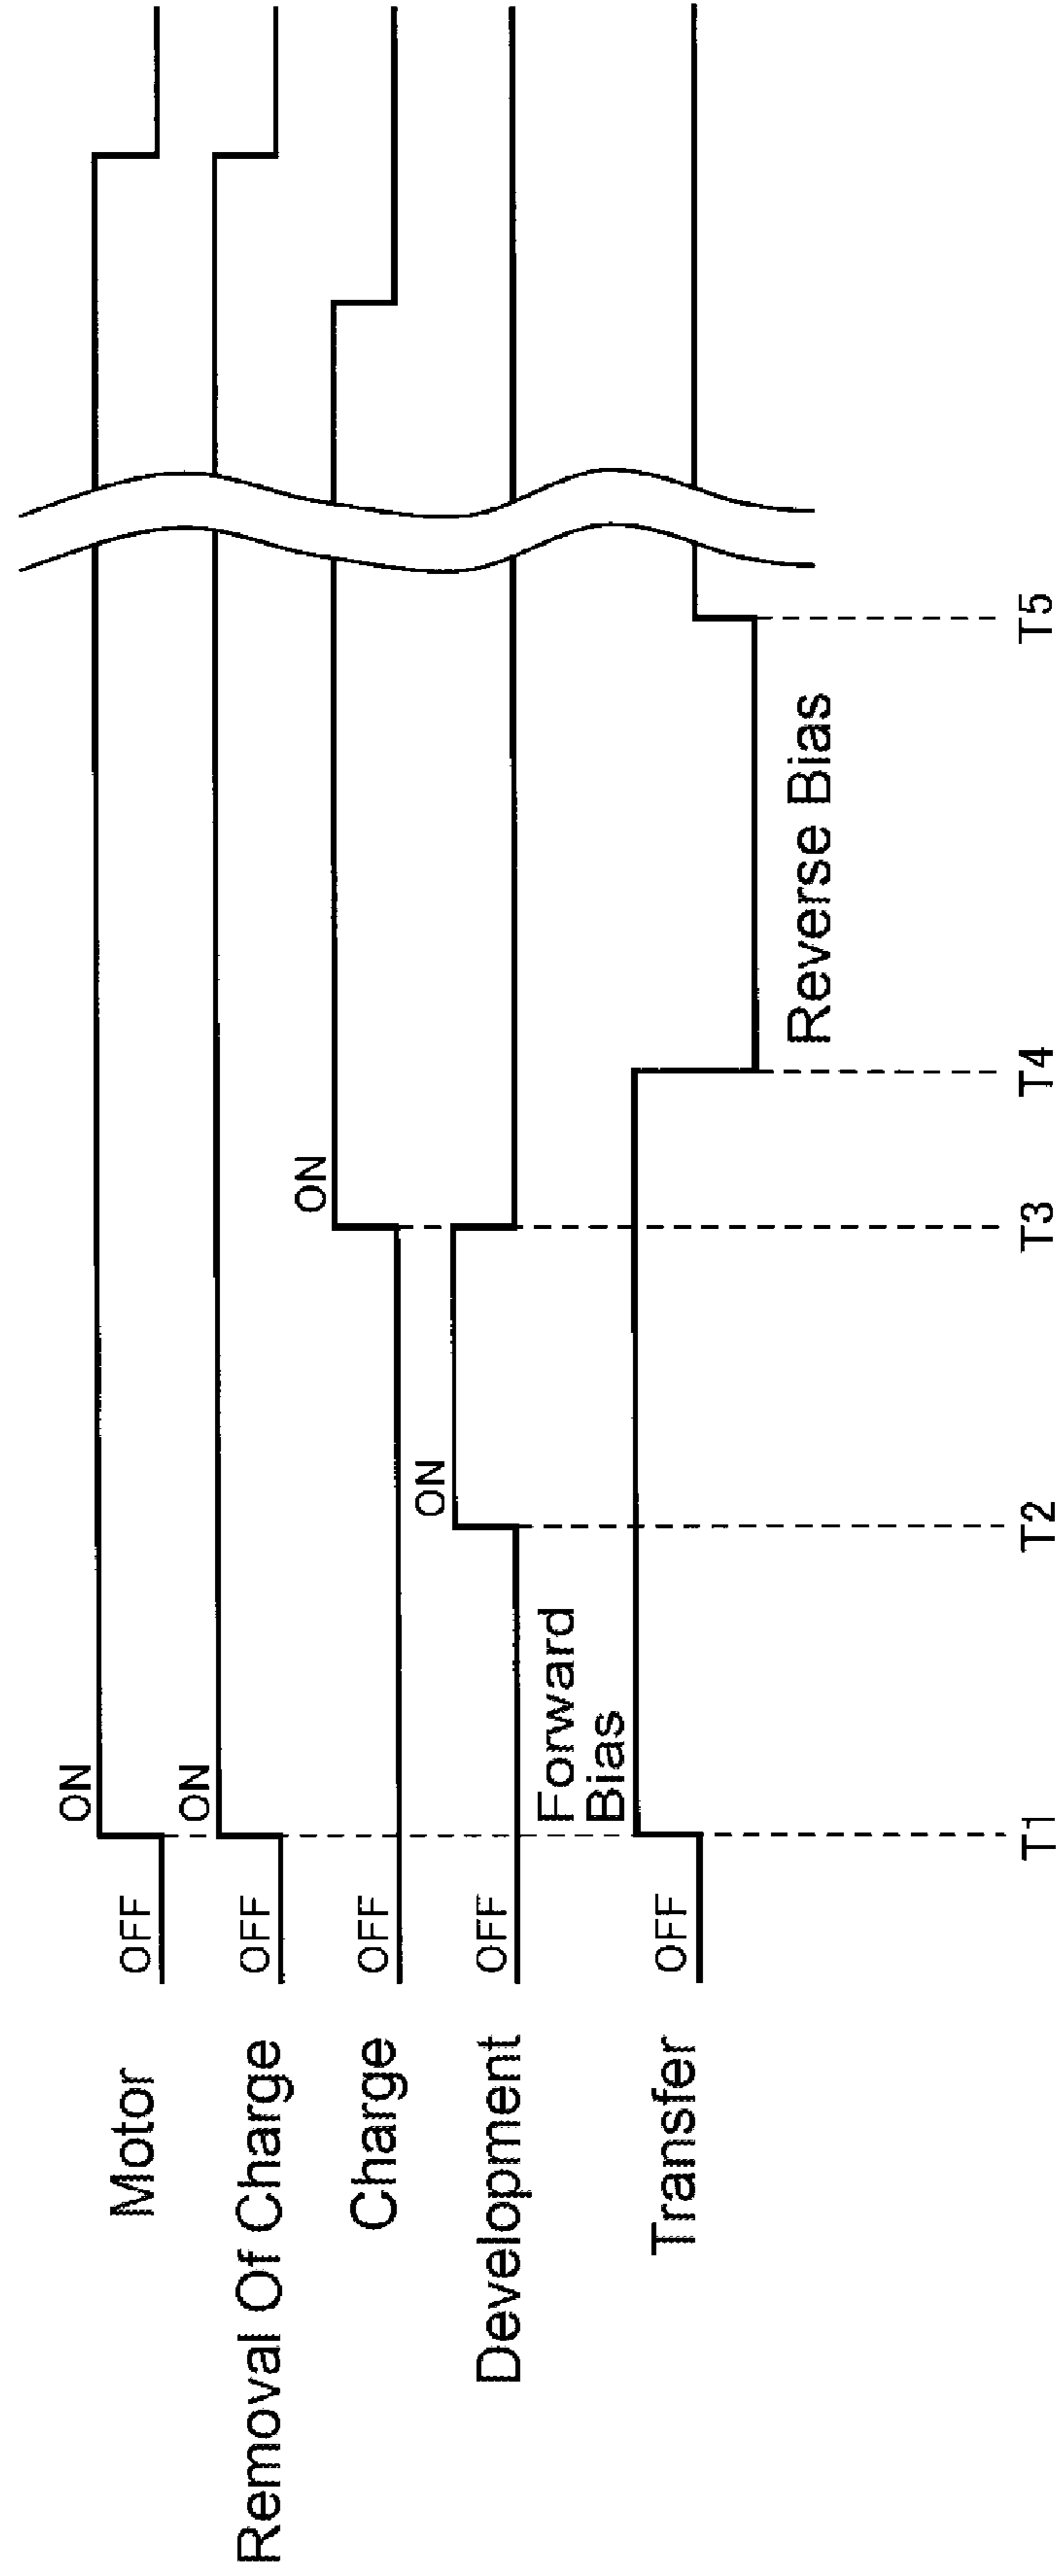 Motor
OFF
ON
Removal Of Charge
OFF
ON
Charge
OFF
ON
Development
OFF
ON
Forward
Bias
Transfer
OFF
Reverse Bias
T1
T2
T3
T4
T5